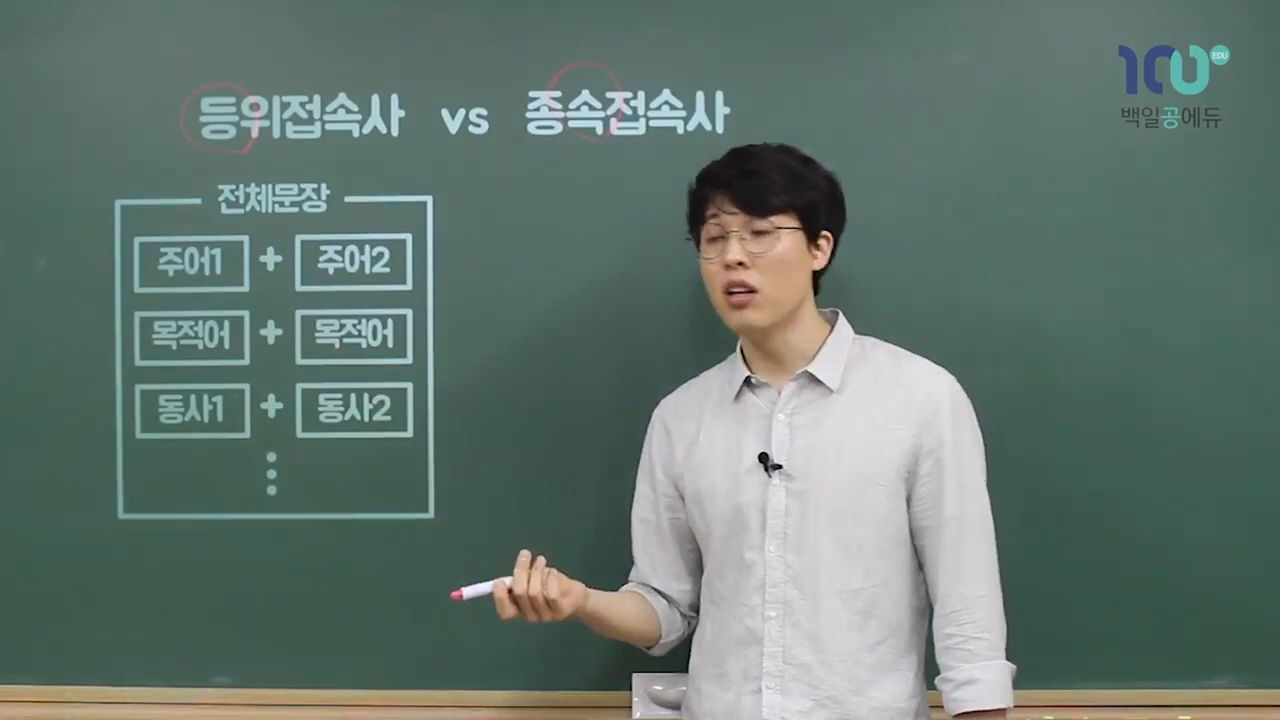 등위접속사 vs 종속접속사
100 EDU
백일공에듀
전체문장
주어1 + 주어2
목적어 + 목적어
동사1 + 동사2